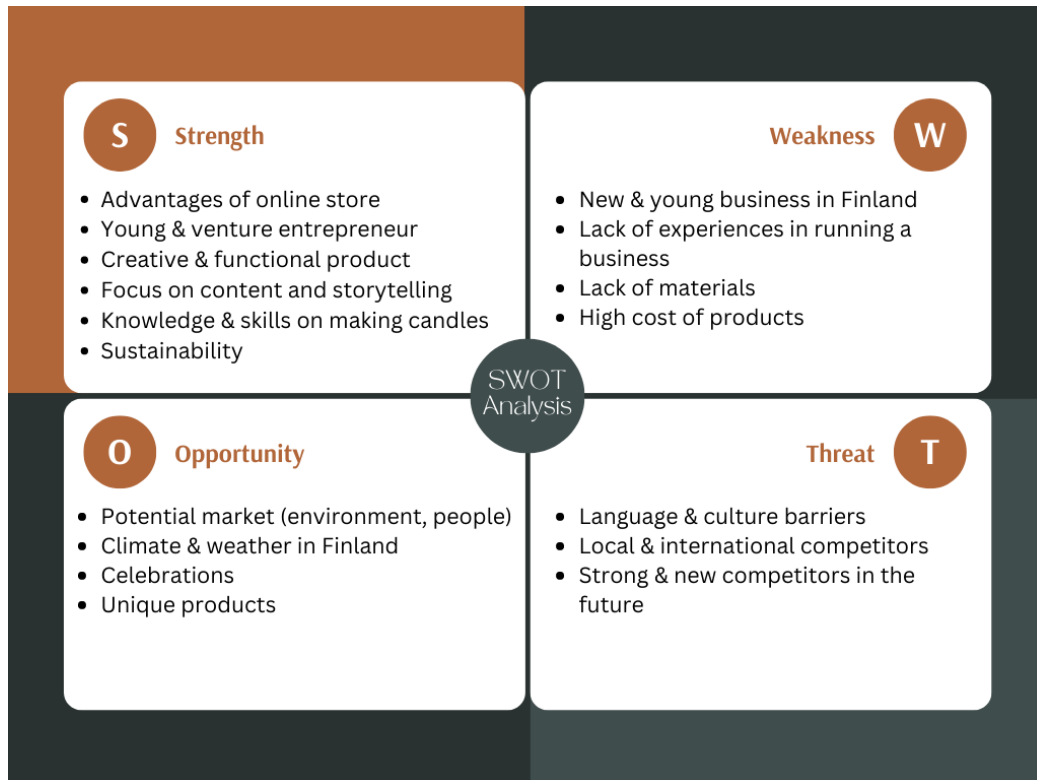 S
Strength
• Advantages of online store
• Young & venture entrepreneur
• Creative & functional product
• Focus on content and storytelling
• Knowledge & skills on making candles
• Sustainability
Weakness
W
• New & young business in Finland
• Lack of experiences in running a
business
• Lack of materials
• High cost of products
SWOT
Analysis
O
Opportunity
• Potential market (environment, people)
• Climate & weather in Finland
• Celebrations
• Unique products
Threat
T
• Language & culture barriers
• Local & international competitors
• Strong & new competitors in the
future